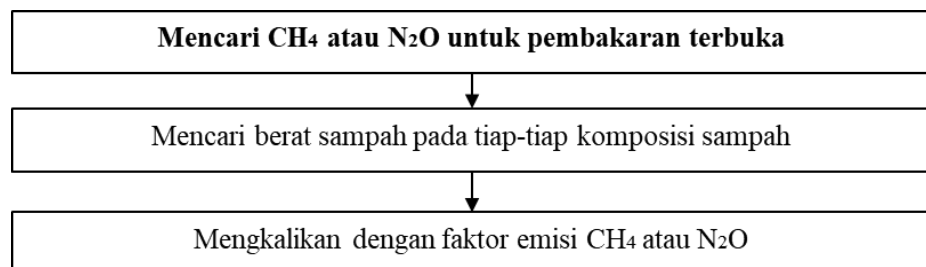 Mencari CH₄ atau N₂O untuk pembakaran terbuka
Mencari berat sampah pada tiap-tiap komposisi sampah
Mengkalikan dengan faktor emisi CH₄ atau N₂O